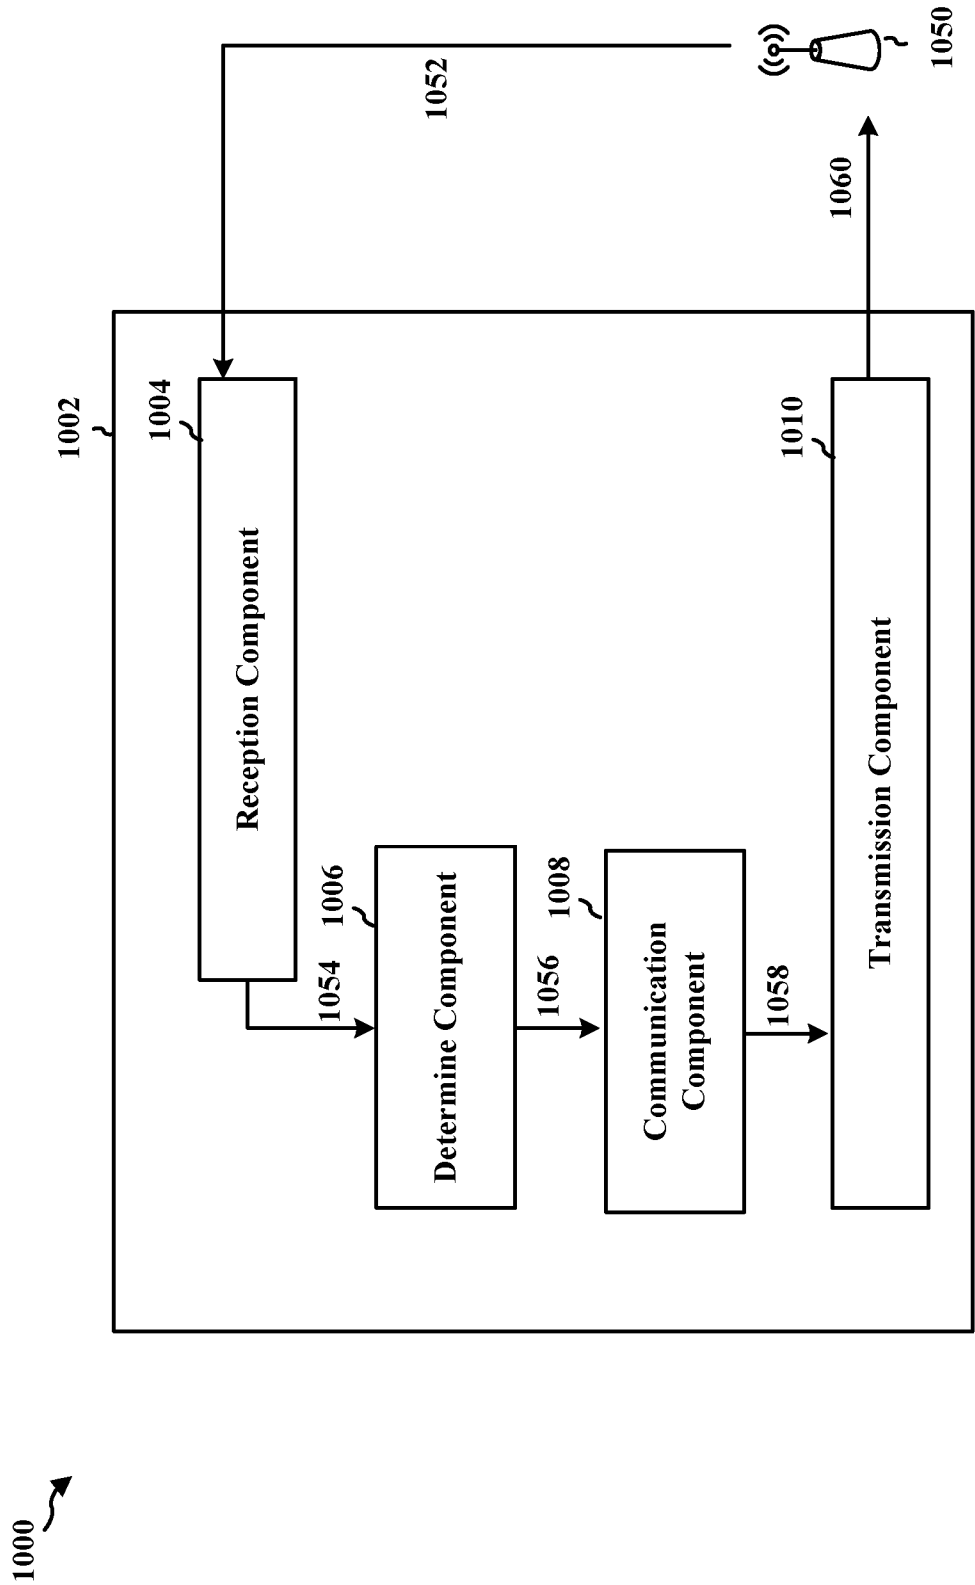 1000
1002
1004
Reception Component
1052
1054
1006
Determine Component
1056
1008
Communication
Component
1058
1010
Transmission Component
1060
1050